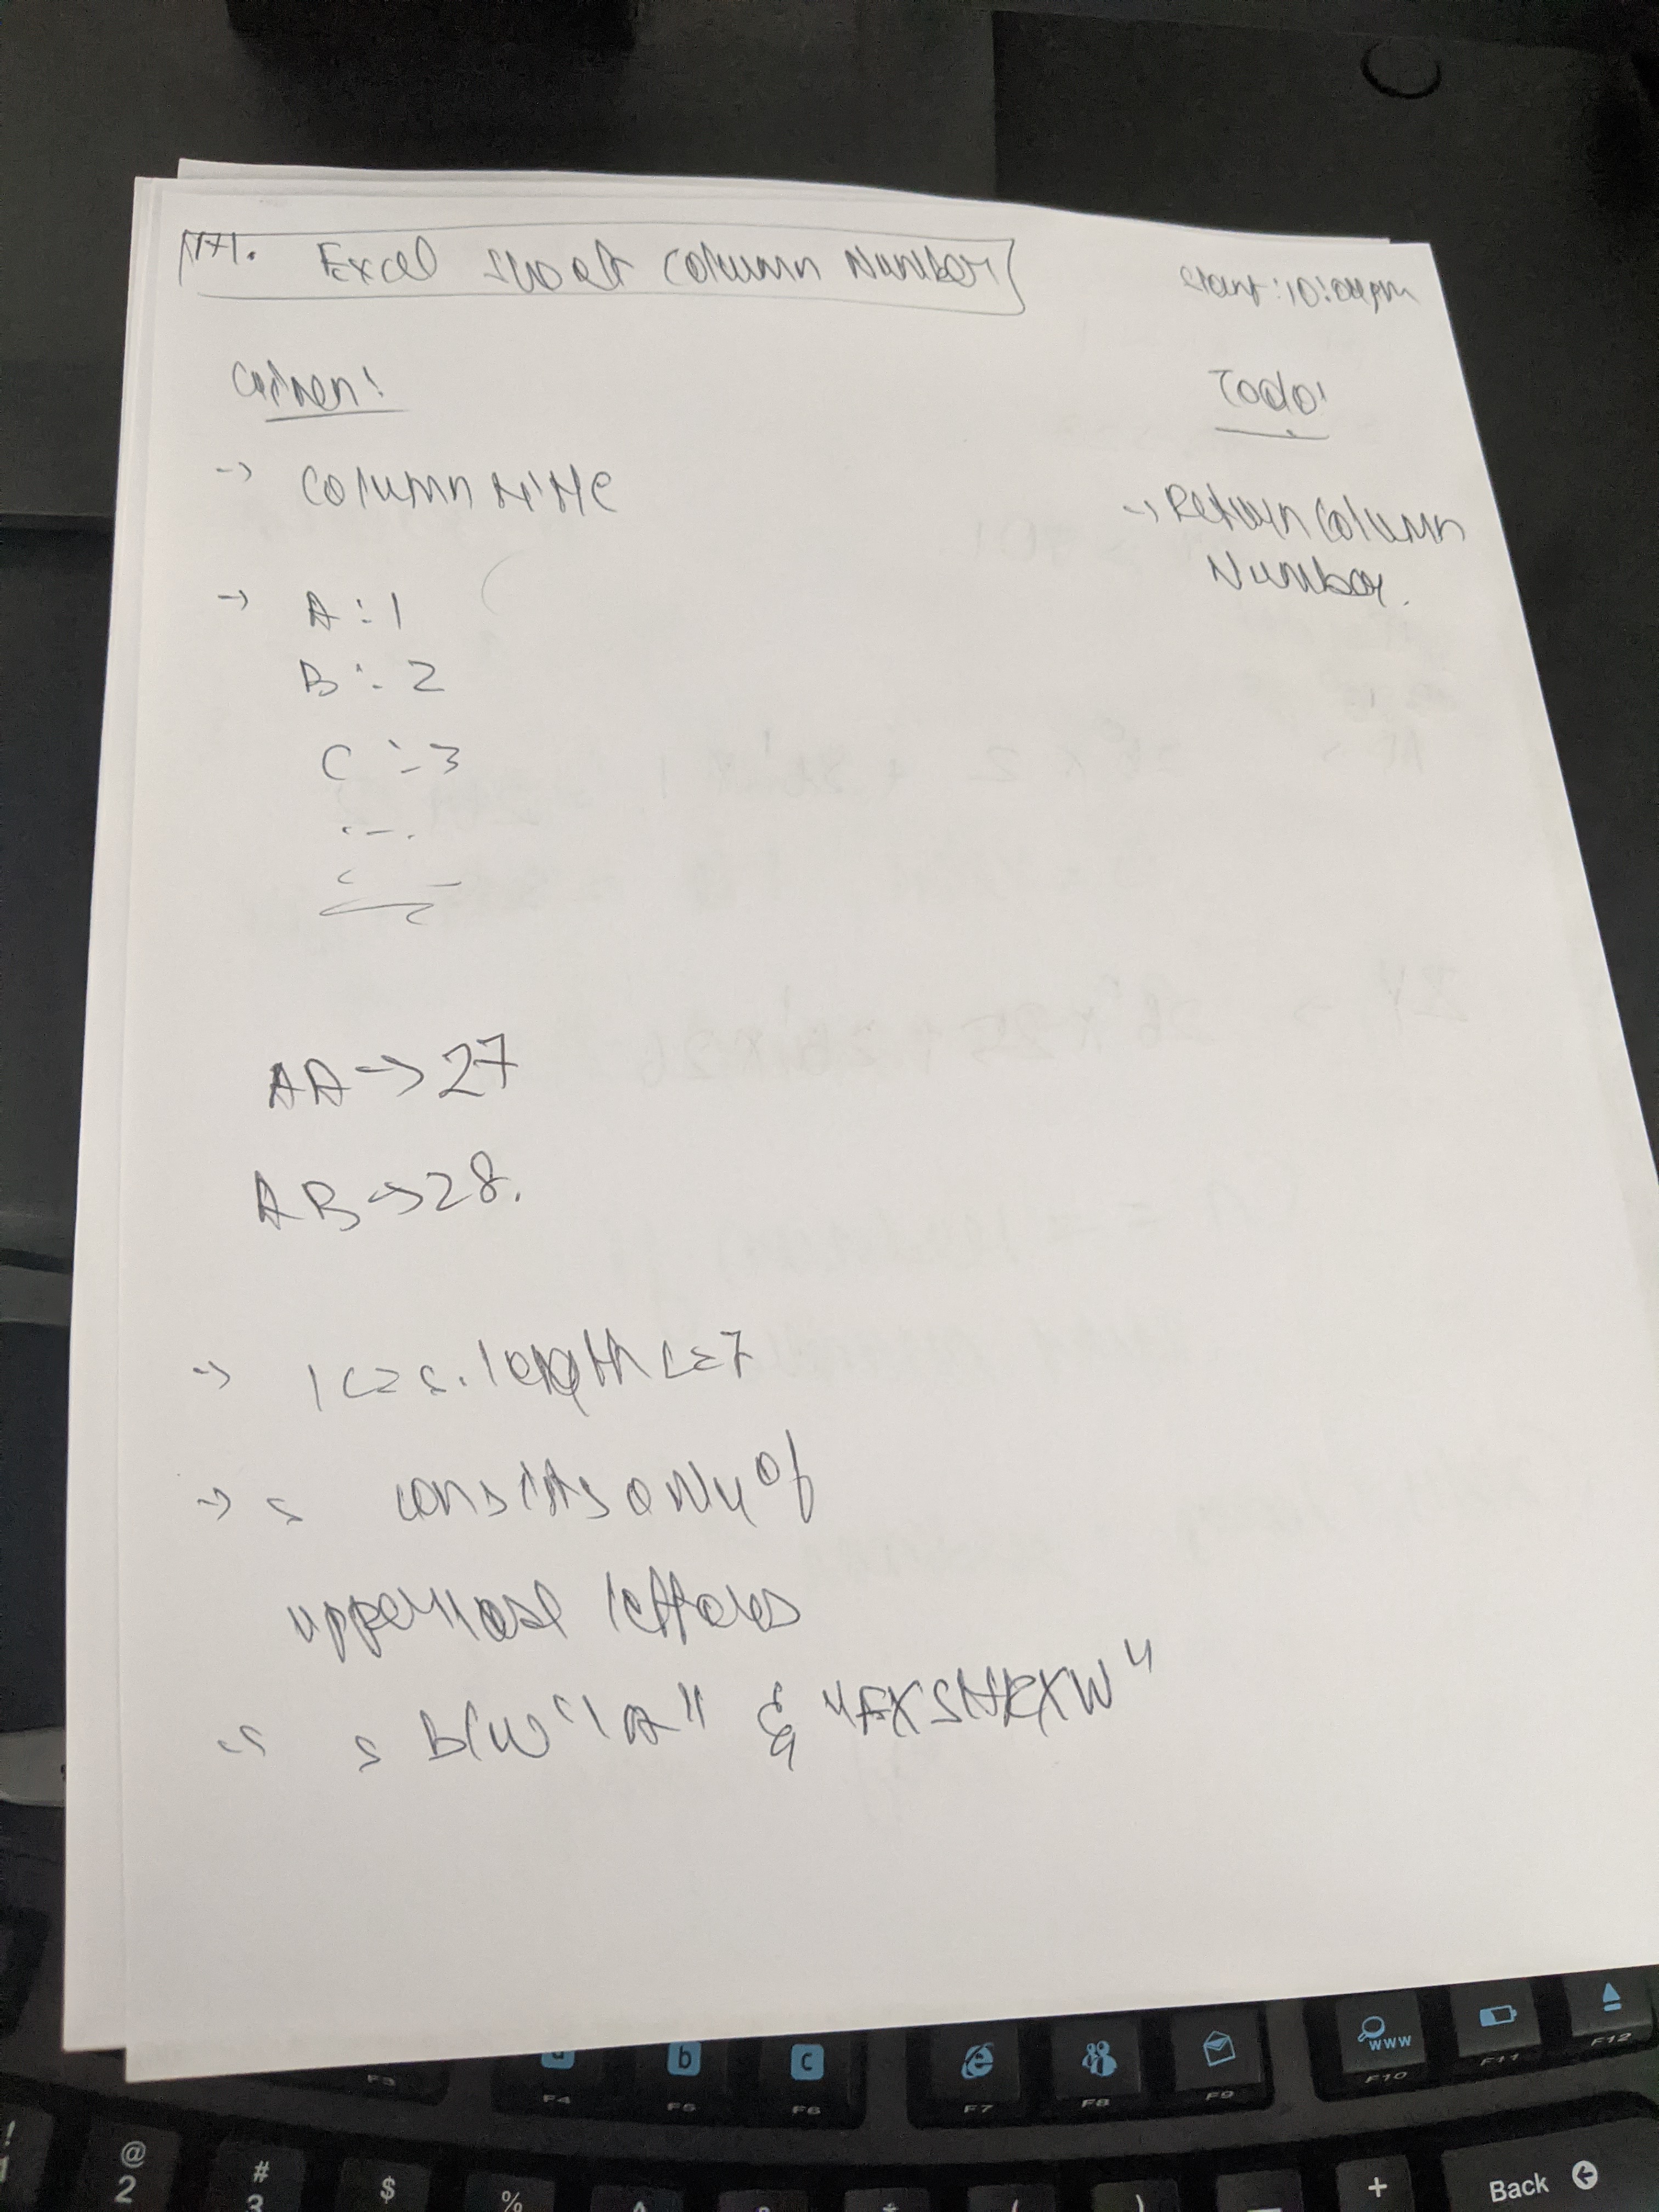 171. Excel Sheet Column Number
Start: 10:04pm
Given:
Todo:
-> Column title
-> Return Column
Number.
-> A : 1
B : 2
C : 3
AA -> 27
AB -> 28.
-> 1 <= s.length <= 7
-> s consists only of
uppercase letters
-> s B/W "A" & "FXSHRXW"
F3
F4
b
F5
c
F6
F7
F8
F9
WWW
F10
F11
F12
!
1
@
2
#
3
$
%
(
)
+
Back